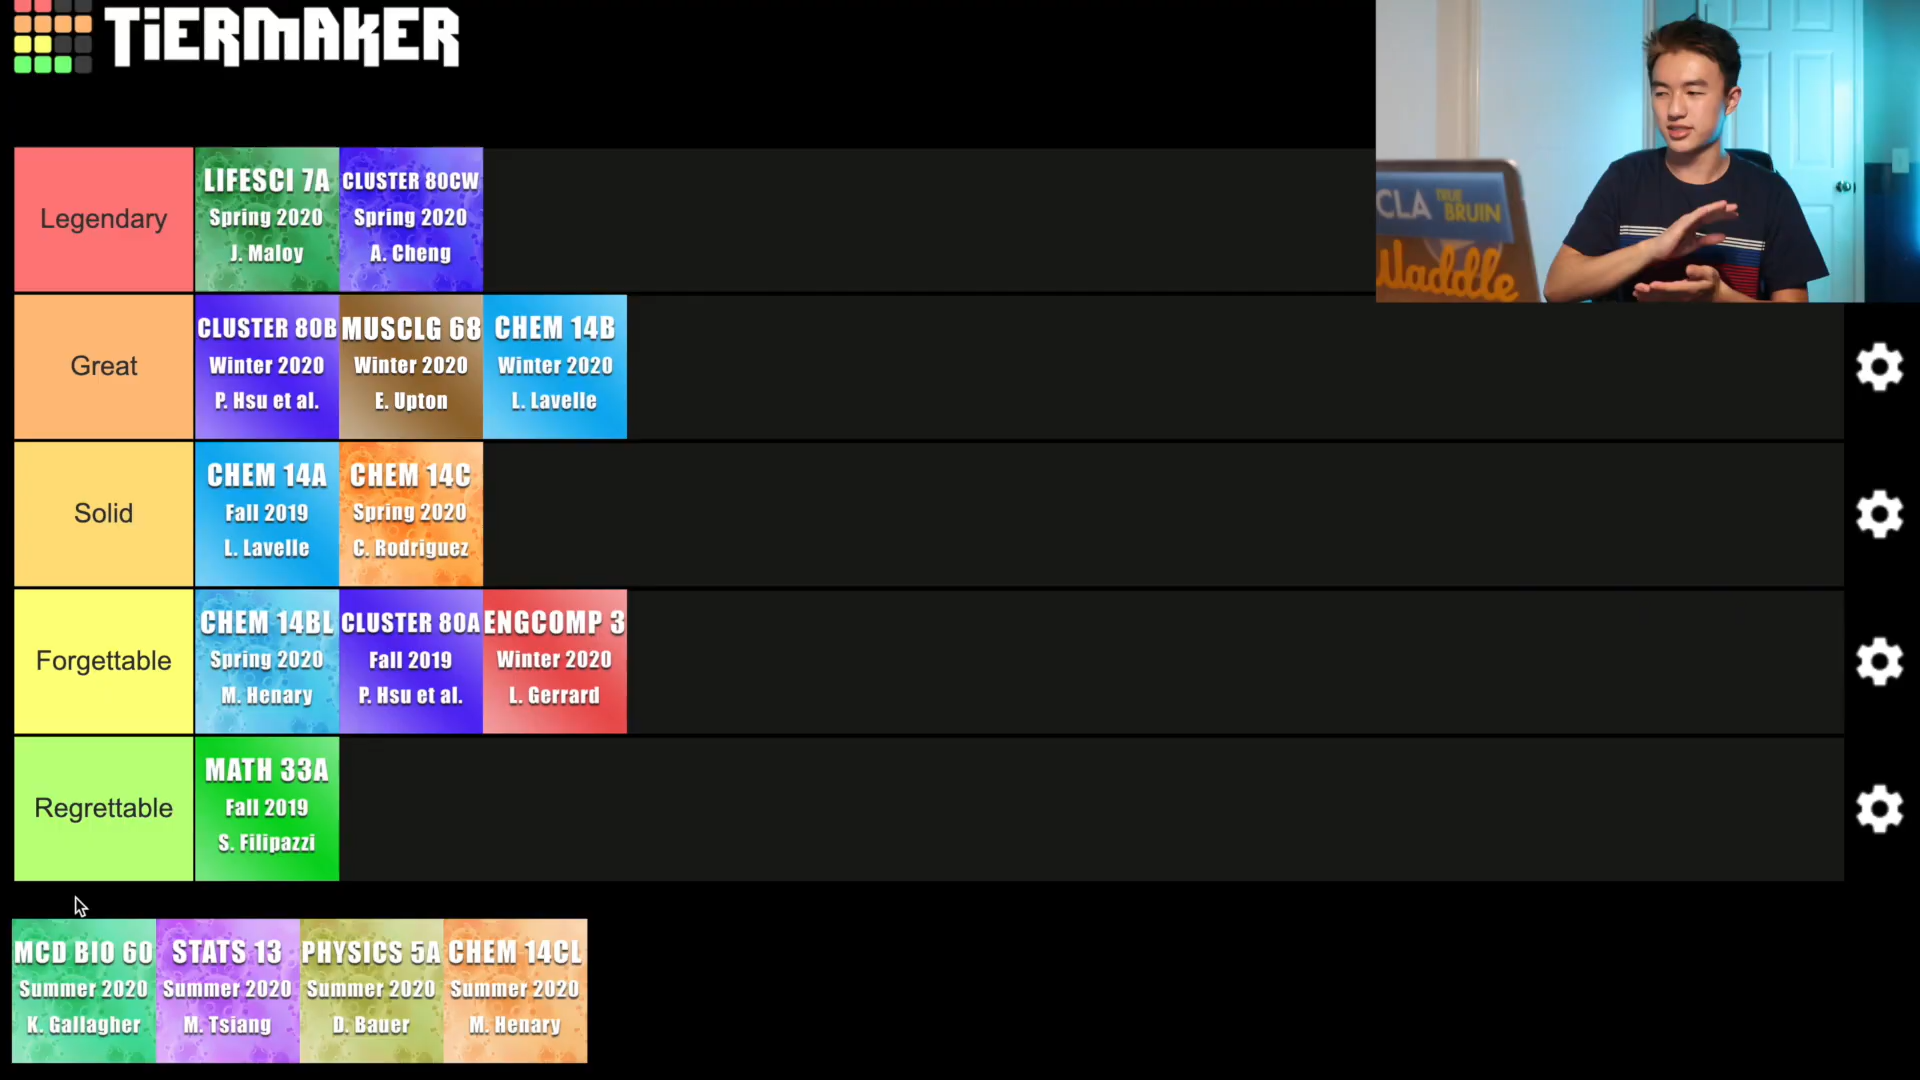 TiERMAKER
CLA TRUE BRUIN
Waddle
Legendary
LIFESCI 7A
Spring 2020
J. Maloy
CLUSTER 80CW
Spring 2020
A. Cheng
Great
CLUSTER 80B
Winter 2020
P. Hsu et al.
MUSCLG 68
Winter 2020
E. Upton
CHEM 14B
Winter 2020
L. Lavelle
Solid
CHEM 14A
Fall 2019
L. Lavelle
CHEM 14C
Spring 2020
C. Rodriguez
Forgettable
CHEM 14BL
Spring 2020
M. Henary
CLUSTER 80A
Fall 2019
P. Hsu et al.
ENGCOMP 3
Winter 2020
L. Gerrard
Regrettable
MATH 33A
Fall 2019
S. Filipazzi
MCD BIO 60
Summer 2020
K. Gallagher
STATS 13
Summer 2020
M. Tsiang
PHYSICS 5A
Summer 2020
D. Bauer
CHEM 14CL
Summer 2020
M. Henary